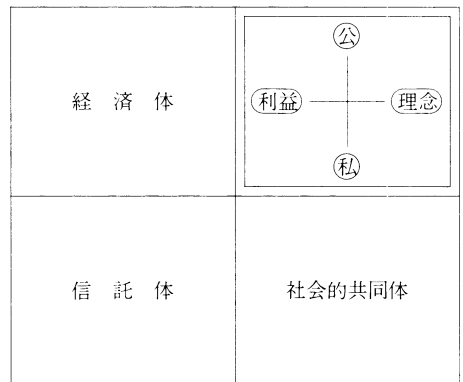 公
経済体
利益 理念
私
信託体 社会的共同体